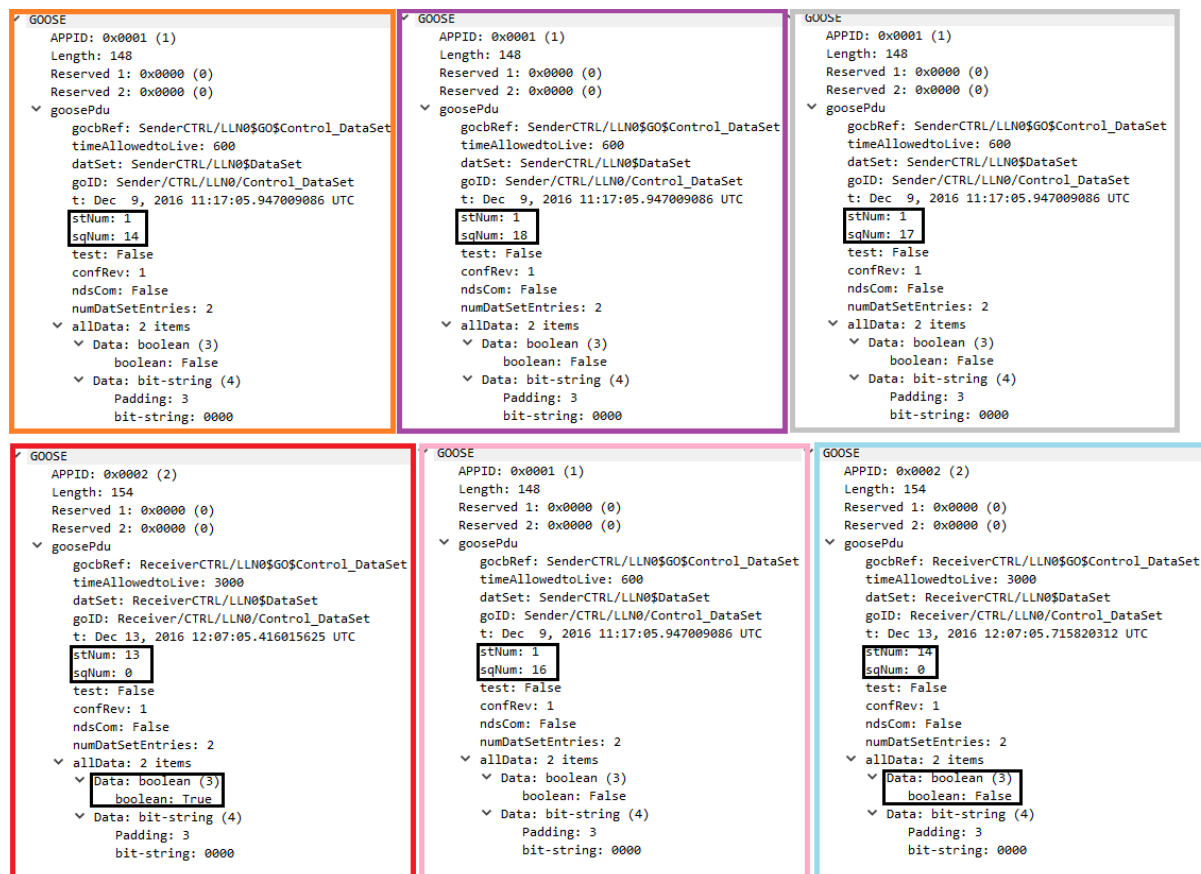 GOOSE
APPID: 0x0001 (1)
Length: 148
Reserved 1: 0x0000 (0)
Reserved 2: 0x0000 (0)
goosePdu
gocbRef: SenderCTRL/LLN0$GO$Control_DataSet
timeAllowedtoLive: 600
datSet: SenderCTRL/LLN0$DataSet
goID: Sender/CTRL/LLN0/Control_DataSet
t: Dec  9, 2016 11:17:05.947009086 UTC
stNum: 1
sqNum: 14
test: False
confRev: 1
ndsCom: False
numDatSetEntries: 2
allData: 2 items
Data: boolean (3)
boolean: False
Data: bit-string (4)
Padding: 3
bit-string: 0000
GOOSE
APPID: 0x0001 (1)
Length: 148
Reserved 1: 0x0000 (0)
Reserved 2: 0x0000 (0)
goosePdu
gocbRef: SenderCTRL/LLN0$GO$Control_DataSet
timeAllowedtoLive: 600
datSet: SenderCTRL/LLN0$DataSet
goID: Sender/CTRL/LLN0/Control_DataSet
t: Dec  9, 2016 11:17:05.947009086 UTC
stNum: 1
sqNum: 18
test: False
confRev: 1
ndsCom: False
numDatSetEntries: 2
allData: 2 items
Data: boolean (3)
boolean: False
Data: bit-string (4)
Padding: 3
bit-string: 0000
GOOSE
APPID: 0x0001 (1)
Length: 148
Reserved 1: 0x0000 (0)
Reserved 2: 0x0000 (0)
goosePdu
gocbRef: SenderCTRL/LLN0$GO$Control_DataSet
timeAllowedtoLive: 600
datSet: SenderCTRL/LLN0$DataSet
goID: Sender/CTRL/LLN0/Control_DataSet
t: Dec  9, 2016 11:17:05.947009086 UTC
stNum: 1
sqNum: 17
test: False
confRev: 1
ndsCom: False
numDatSetEntries: 2
allData: 2 items
Data: boolean (3)
boolean: False
Data: bit-string (4)
Padding: 3
bit-string: 0000
GOOSE
APPID: 0x0002 (2)
Length: 154
Reserved 1: 0x0000 (0)
Reserved 2: 0x0000 (0)
goosePdu
gocbRef: ReceiverCTRL/LLN0$GO$Control_DataSet
timeAllowedtoLive: 3000
datSet: ReceiverCTRL/LLN0$DataSet
goID: Receiver/CTRL/LLN0/Control_DataSet
t: Dec 13, 2016 12:07:05.416015625 UTC
stNum: 13
sqNum: 0
test: False
confRev: 1
ndsCom: False
numDatSetEntries: 2
allData: 2 items
Data: boolean (3)
boolean: True
Data: bit-string (4)
Padding: 3
bit-string: 0000
GOOSE
APPID: 0x0001 (1)
Length: 148
Reserved 1: 0x0000 (0)
Reserved 2: 0x0000 (0)
goosePdu
gocbRef: SenderCTRL/LLN0$GO$Control_DataSet
timeAllowedtoLive: 600
datSet: SenderCTRL/LLN0$DataSet
goID: Sender/CTRL/LLN0/Control_DataSet
t: Dec  9, 2016 11:17:05.947009086 UTC
stNum: 1
sqNum: 16
test: False
confRev: 1
ndsCom: False
numDatSetEntries: 2
allData: 2 items
Data: boolean (3)
boolean: False
Data: bit-string (4)
Padding: 3
bit-string: 0000
GOOSE
APPID: 0x0002 (2)
Length: 154
Reserved 1: 0x0000 (0)
Reserved 2: 0x0000 (0)
goosePdu
gocbRef: ReceiverCTRL/LLN0$GO$Control_DataSet
timeAllowedtoLive: 3000
datSet: ReceiverCTRL/LLN0$DataSet
goID: Receiver/CTRL/LLN0/Control_DataSet
t: Dec 13, 2016 12:07:05.715820312 UTC
stNum: 14
sqNum: 0
test: False
confRev: 1
ndsCom: False
numDatSetEntries: 2
allData: 2 items
Data: boolean (3)
boolean: False
Data: bit-string (4)
Padding: 3
bit-string: 0000